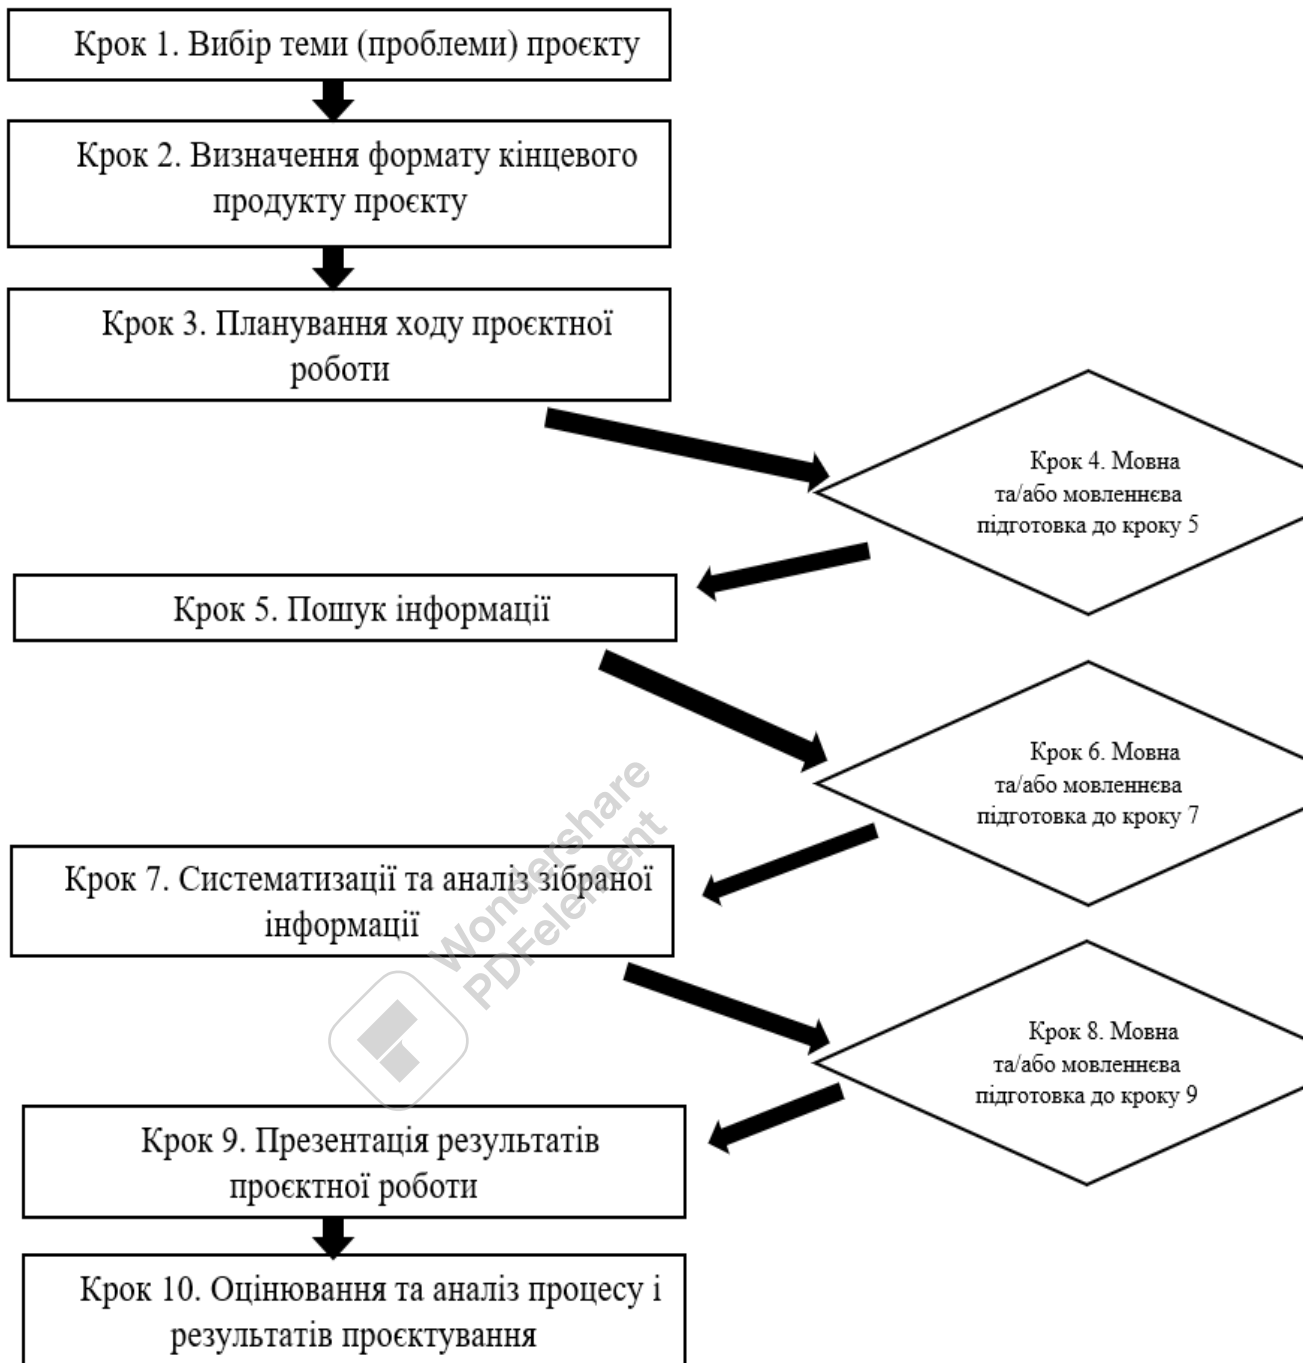 Крок 1. Вибір теми (проблеми) проєкту
Крок 2. Визначення формату кінцевого
продукту проєкту
Крок 3. Планування ходу проєктної
роботи
Крок 4. Мовна
та/або мовленнєва
підготовка до кроку 5
Крок 5. Пошук інформації
Крок 6. Мовна
та/або мовленнєва
підготовка до кроку 7
Крок 7. Систематизації та аналіз зібраної
інформації
Wondershare
PDFelement
Крок 8. Мовна
та/або мовленнєва
підготовка до кроку 9
Крок 9. Презентація результатів
проєктної роботи
Крок 10. Оцінювання та аналіз процесу і
результатів проєктування